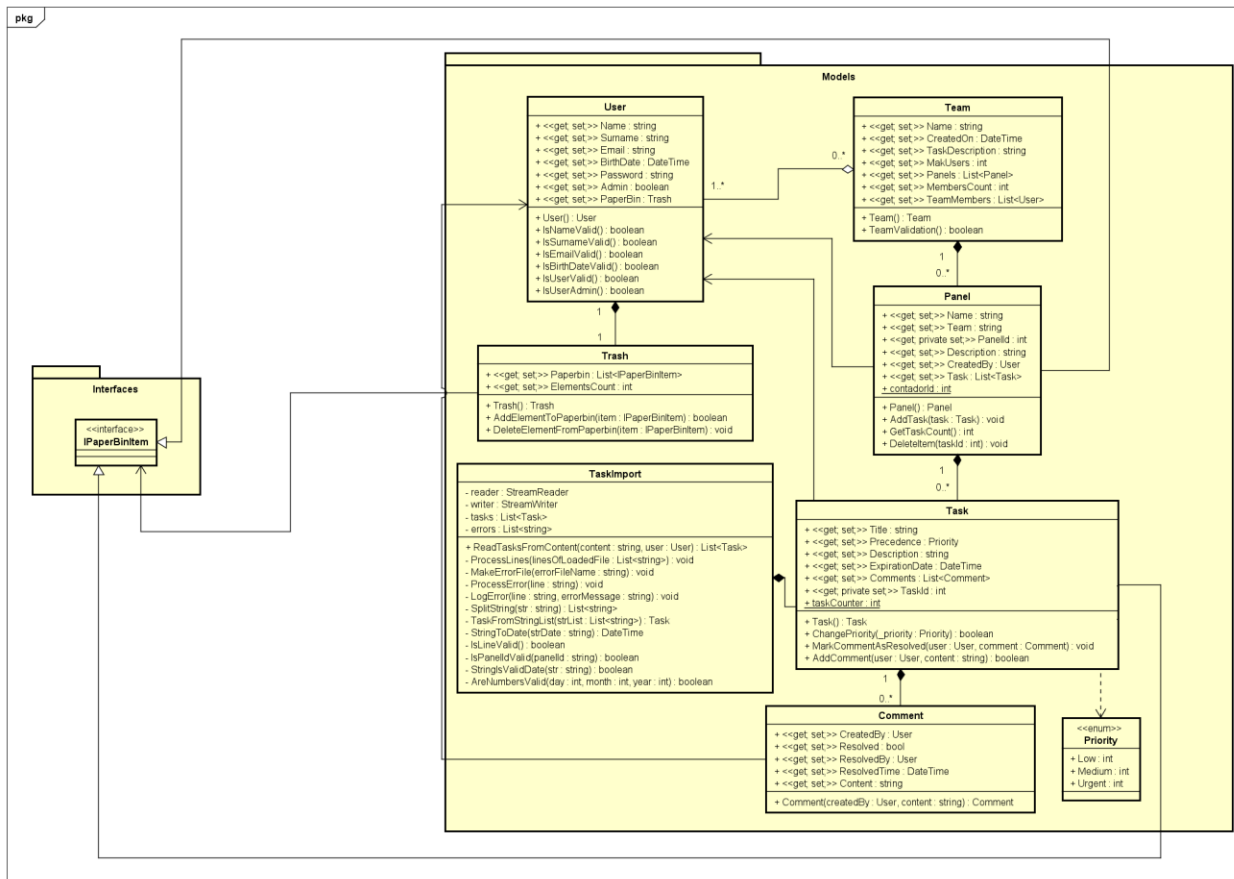 pkg
Models
User
+ <<get; set;>> Name : string
+ <<get; set;>> Surname : string
+ <<get; set;>> Email : string
+ <<get; set;>> BirthDate : DateTime
+ <<get; set;>> Password : string
+ <<get; set;>> Admin : boolean
+ <<get; set;>> PaperBin : Trash
+ User() : User
+ IsNameValid() : boolean
+ IsSurnameValid() : boolean
+ IsEmailValid() : boolean
+ IsBirthDateValid() : boolean
+ IsUserValid() : boolean
+ IsUserAdmin() : boolean
Team
+ <<get; set;>> Name : string
+ <<get; set;>> CreatedOn : DateTime
+ <<get; set;>> TaskDescription : string
+ <<get; set;>> MakUsers : int
+ <<get; set;>> Panels : List<Panel>
+ <<get; set;>> MembersCount : int
+ <<get; set;>> TeamMembers : List<User>
+ Team() : Team
+ TeamValidation() : boolean
0..*
1..*
1
0..*
Panel
+ <<get; set;>> Name : string
+ <<get; set;>> Team : string
+ <<get; private set;>> PanelId : int
+ <<get; set;>> Description : string
+ <<get; set;>> CreatedBy : User
+ <<get; set;>> Task : List<Task>
+ contadorId : int
+ Panel() : Panel
+ AddTask(task : Task) : void
+ GetTaskCount() : int
+ DeleteItem(taskId : int) : void
1
1
Trash
+ <<get; set;>> Paperbin : List<IPaperBinItem>
+ <<get; set;>> ElementsCount : int
+ Trash() : Trash
+ AddElementToPaperbin(item : IPaperBinItem) : boolean
+ DeleteElementFromPaperbin(item : IPaperBinItem) : void
Interfaces
<<interface>>
IPaperBinItem
TaskImport
- reader : StreamReader
- writer : StreamWriter
- tasks : List<Task>
- errors : List<string>
+ ReadTasksFromContent(content : string, user : User) : List<Task>
- ProcessLines(linesOfLoadedFile : List<string>) : void
- MakeErrorFile(errorFileName : string) : void
- ProcessError(line : string) : void
- LogError(line : string, errorMessage : string) : void
- SplitString(str : string) : List<string>
- TaskFromStringList(strList : List<string>) : Task
- StringToDate(strDate : string) : DateTime
- IsLineValid() : boolean
- IsPanelIdValid(panelId : string) : boolean
- StringIsValidDate(str : string) : boolean
- AreNumbersValid(day : int, month : int, year : int) : boolean
1
0..*
Task
+ <<get; set;>> Title : string
+ <<get; set;>> Precedence : Priority
+ <<get; set;>> Description : string
+ <<get; set;>> ExpirationDate : DateTime
+ <<get; set;>> Comments : List<Comment>
+ <<get; private set;>> TaskId : int
+ taskCounter : int
+ Task() : Task
+ ChangePriority(_priority : Priority) : boolean
+ MarkCommentAsResolved(user : User, comment : Comment) : void
+ AddComment(user : User, content : string) : boolean
1
0..*
Comment
+ <<get; set;>> CreatedBy : User
+ <<get; set;>> Resolved : bool
+ <<get; set;>> ResolvedBy : User
+ <<get; set;>> ResolvedTime : DateTime
+ <<get; set;>> Content : string
+ Comment(createdBy : User, content : string) : Comment
<<enum>>
Priority
+ Low : int
+ Medium : int
+ Urgent : int